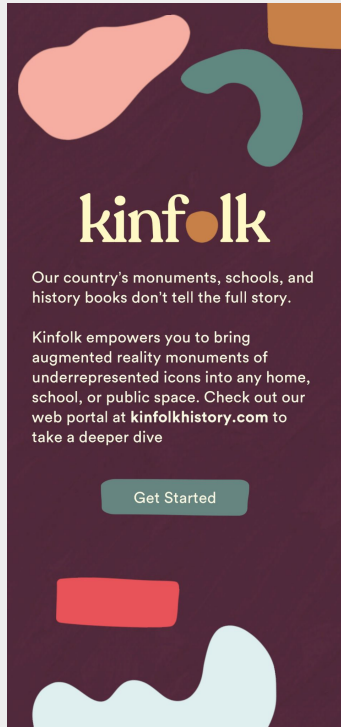 kinfolk
Our country's monuments, schools, and
history books don't tell the full story.
Kinfolk empowers you to bring
augmented reality monuments of
underrepresented icons into any home,
school, or public space. Check out our
web portal at kinfolkhistory.com to
take a deeper dive
Get Started